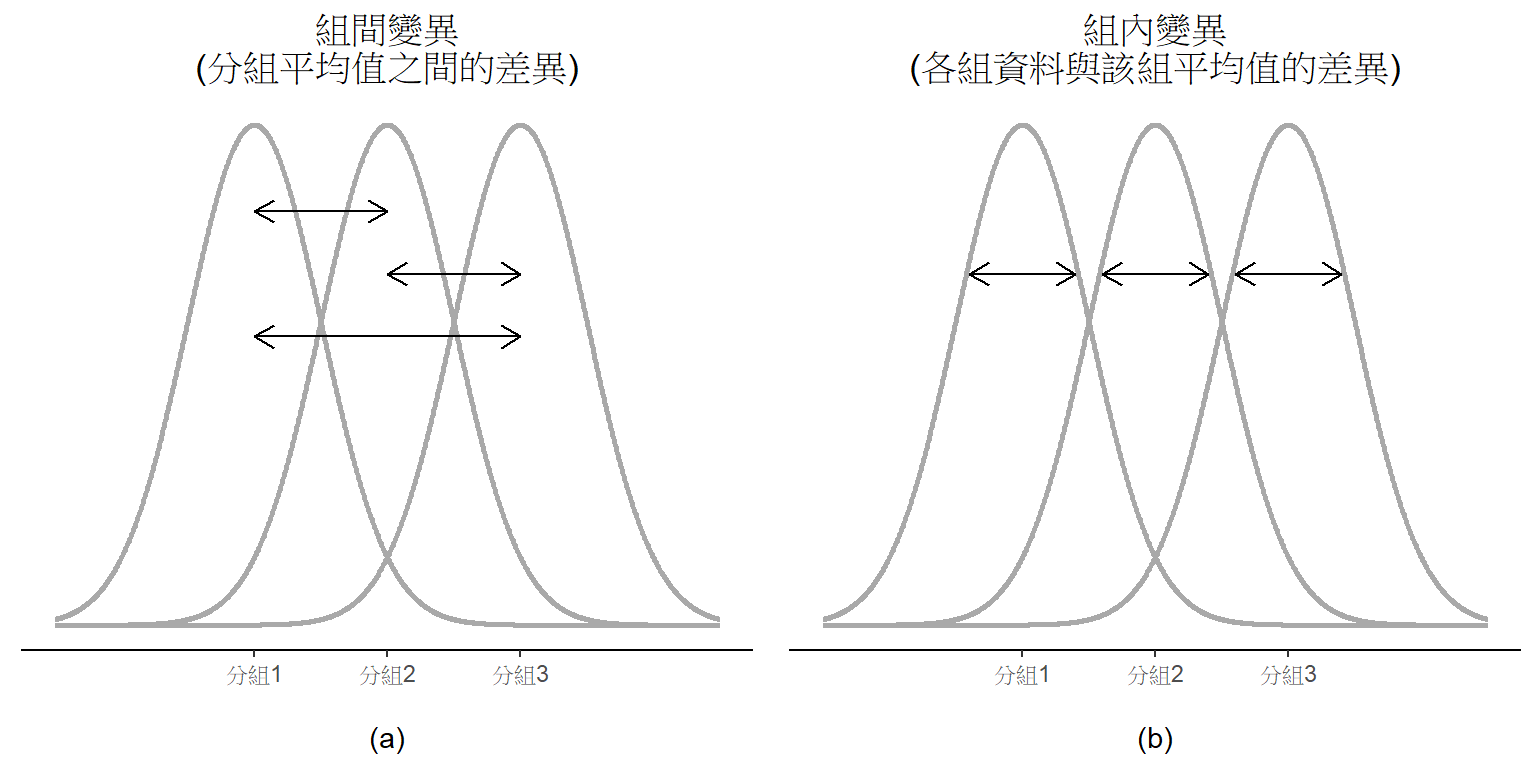 組間變異
(分組平均值之間的差異)
分組1 分組2 分組3
(a)
組內變異
(各組資料與該組平均值的差異)
分組1 分組2 分組3
(b)